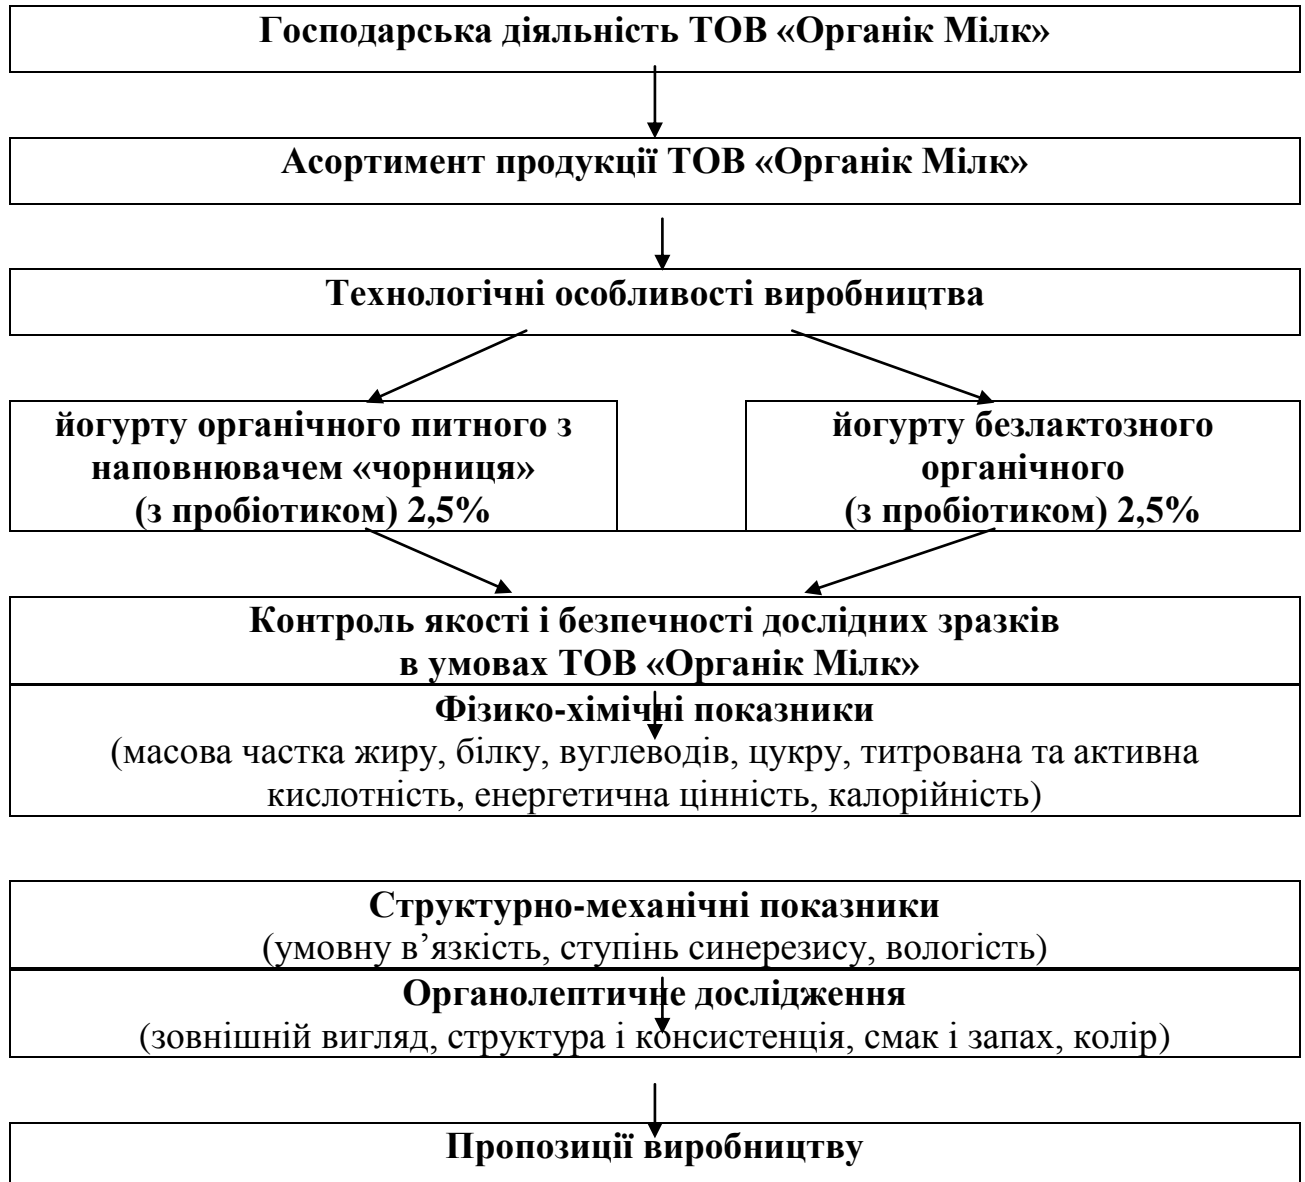 Господарська діяльність ТОВ «Органік Мілк»
Асортимент продукції ТОВ «Органік Мілк»
Технологічні особливості виробництва
йогурту органічного питного з
наповнювачем «чорниця»
(з пробіотиком) 2,5%
йогурту безлактозного
органічного
(з пробіотиком) 2,5%
Контроль якості і безпечності дослідних зразків
в умовах ТОВ «Органік Мілк»
Фізико-хімічні показники
(масова частка жиру, білку, вуглеводів, цукру, титрована та активна
кислотність, енергетична цінність, калорійність)
Структурно-механічні показники
(умовну в’язкість, ступінь синерезису, вологість)
Органолептичне дослідження
(зовнішній вигляд, структура і консистенція, смак і запах, колір)
Пропозиції виробництву